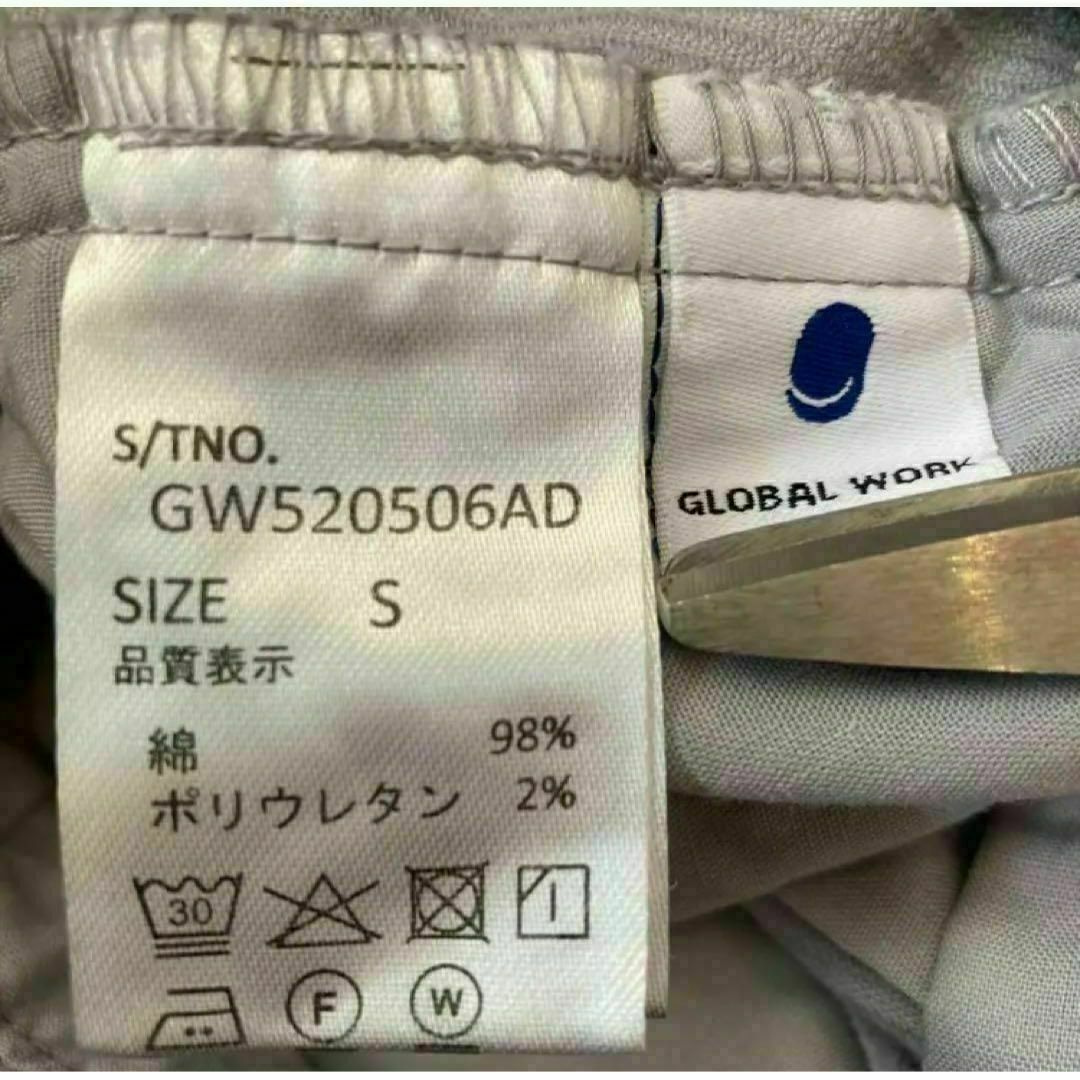 S/TNO.
GW520506AD
SIZE S
品質表示
綿 98%
ポリウレタン 2%
30
F W
GLOBAL WORK